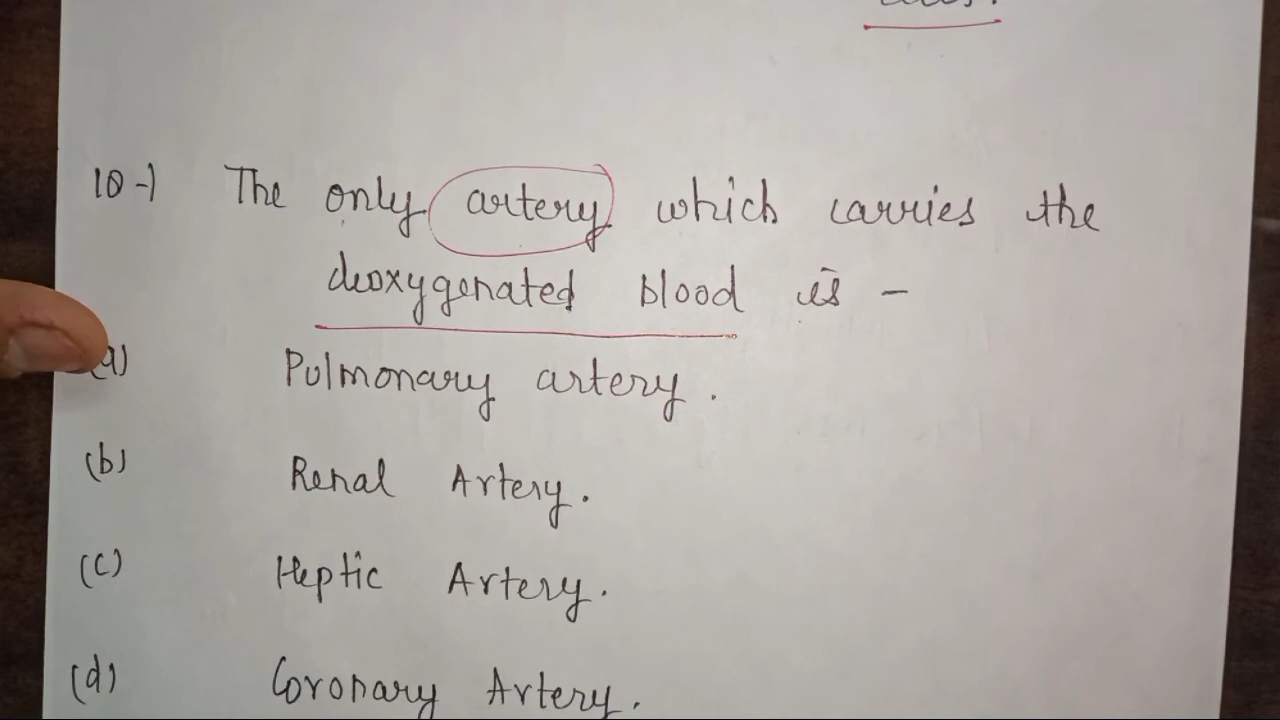 10-) The only artery which carries the
deoxygenated blood is -
(a) Pulmonary artery.
(b) Renal Artery.
(c) Heptic Artery.
(d) Coronary Artery.